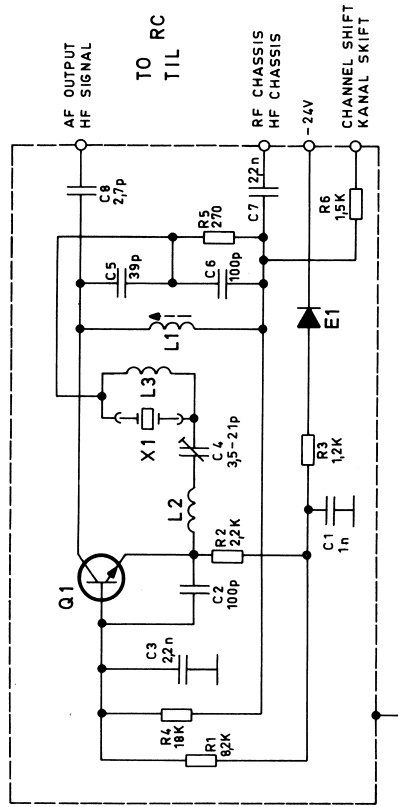 Q1
R1
8,2K
R4
18K
C3
2,2n
C2
100p
R2
2,2K
L2
C4
3,5-21p
X1
L3
L1
C5
39p
C6
100p
R5
270
C8
2,7p
C7
2,2n
C1
1n
R3
1,2K
E1
R6
1,5K
AF OUTPUT
HF SIGNAL
TO RC
TIL
RF CHASSIS
HF CHASSIS
-24V
CHANNEL SHIFT
KANAL SKIFT